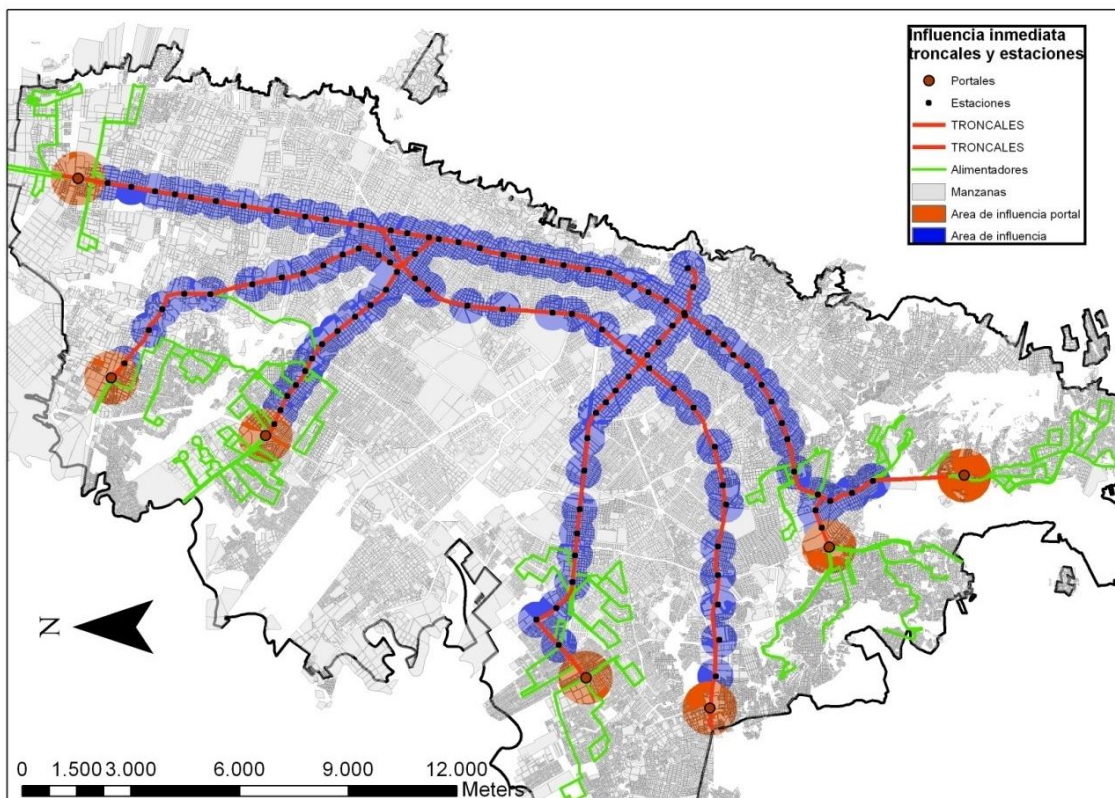 Influencia inmediata
troncales y estaciones
Portales
Estaciones
TRONCALES
TRONCALES
Alimentadores
Manzanas
Area de influencia portal
Area de influencia
N
0 1.500 3.000 6.000 9.000 12.000
Meters